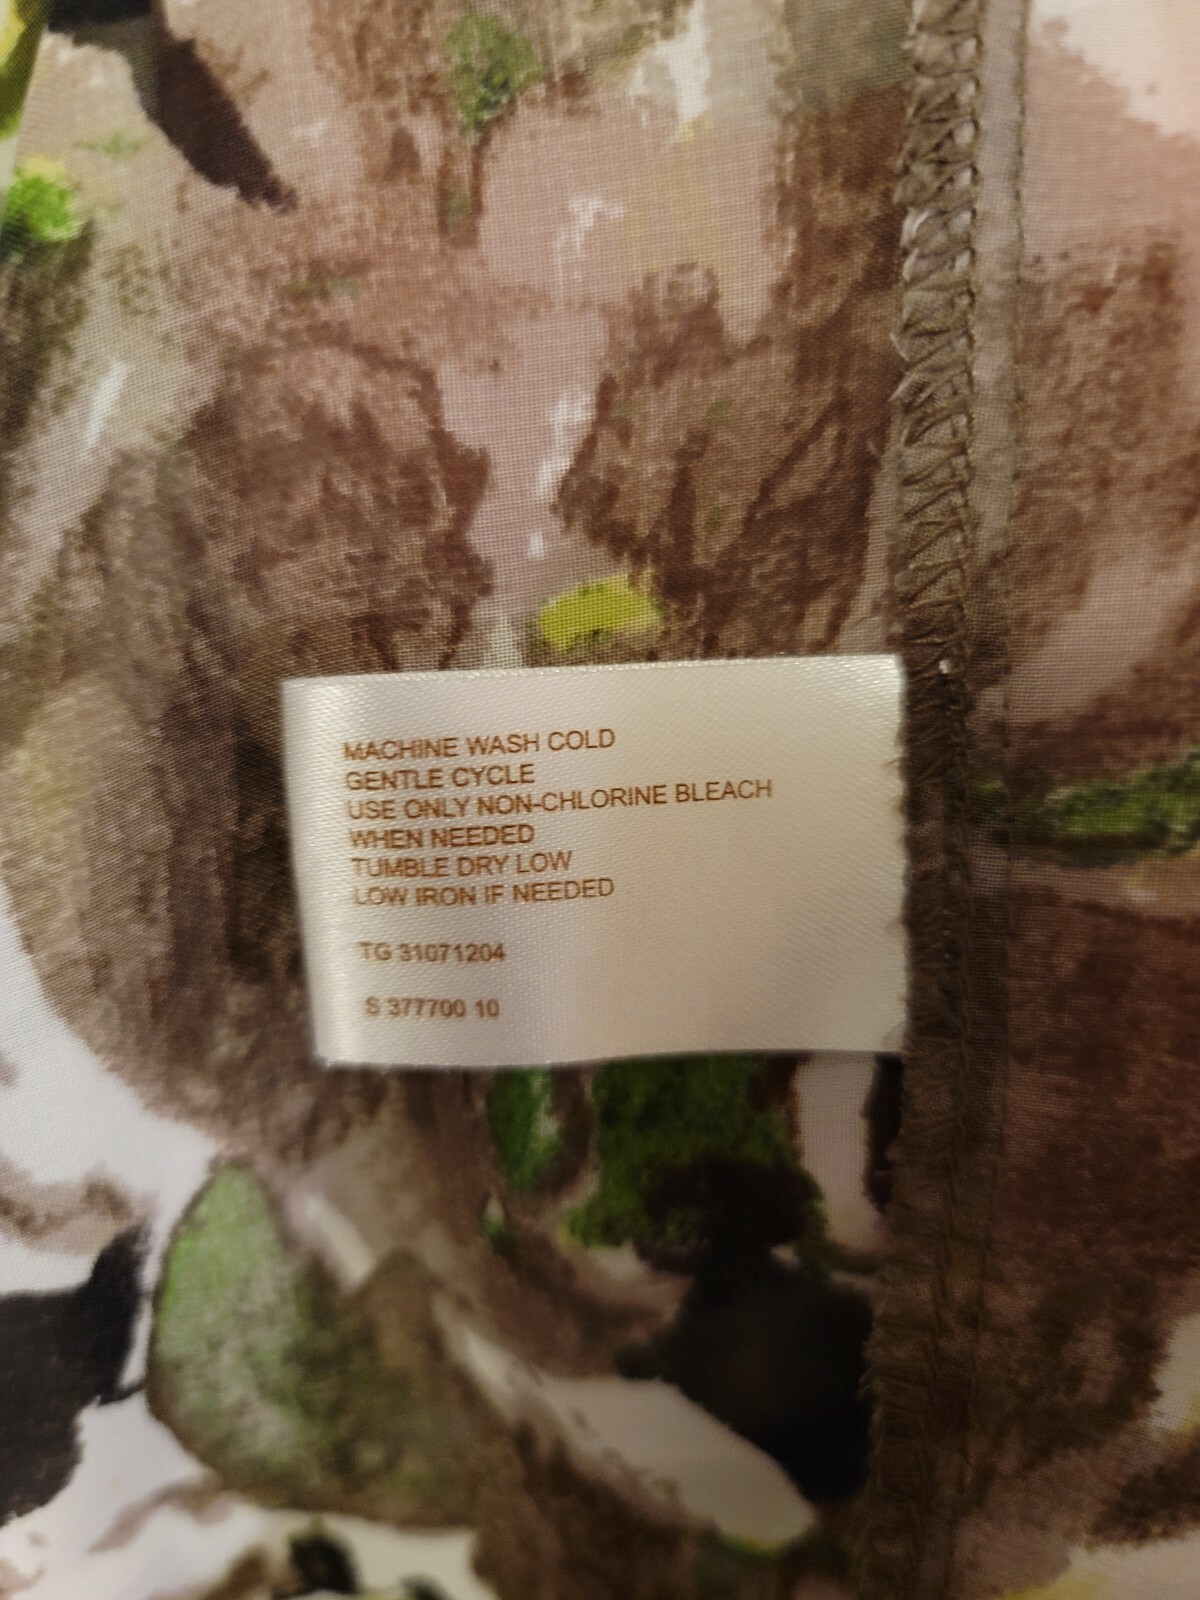 MACHINE WASH COLD
GENTLE CYCLE
USE ONLY NON-CHLORINE BLEACH
WHEN NEEDED
TUMBLE DRY LOW
LOW IRON IF NEEDED
TG 31071204
S 377700 10